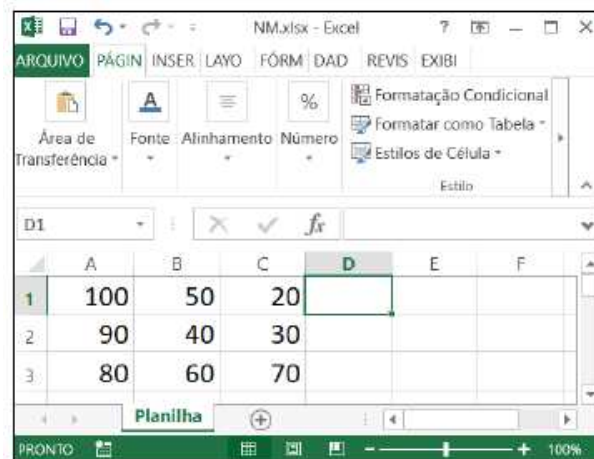 NM.xlsx - Excel ?
ARQUIVO PÁGIN INSER LAYO FÓRM DAD REVIS EXIBI
Área de Transferência
Fonte
Alinhamento
%
Número
Formatação Condicional
Formatar como Tabela
Estilos de Célula
Estilo
D1 fx
A B C D E F
1 100 50 20
2 90 40 30
3 80 60 70
Planilha
PRONTO 100%